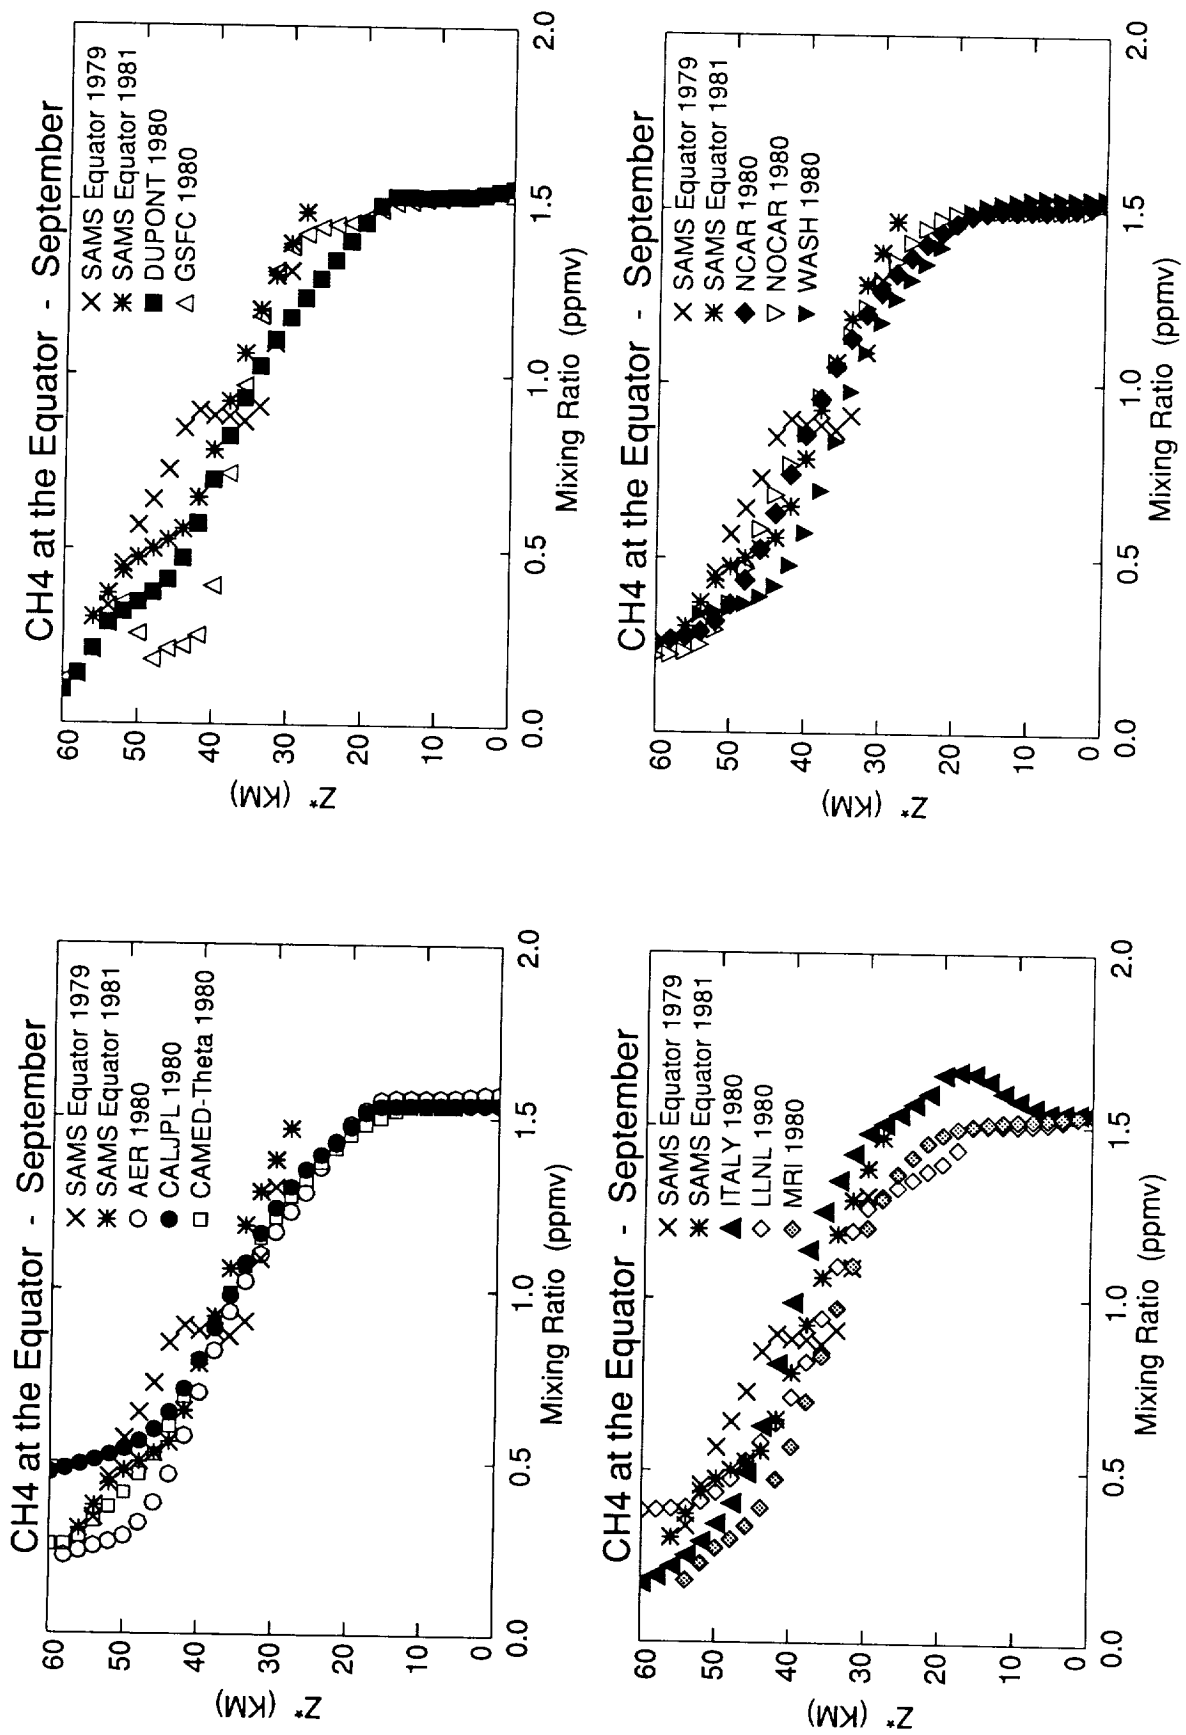 CH4 at the Equator - September
× SAMS Equator 1979
SAMS Equator 1981
AER 1980
CALJPL 1980
CAMED-Theta 1980
Z* (KM)
60
50
40
30
20
10
0
0.0
0.5
1.0
1.5
2.0
Mixing Ratio (ppmv)
CH4 at the Equator - September
× SAMS Equator 1979
SAMS Equator 1981
DUPONT 1980
GSFC 1980
Z* (KM)
60
50
40
30
20
10
0
0.0
0.5
1.0
1.5
2.0
Mixing Ratio (ppmv)
CH4 at the Equator - September
× SAMS Equator 1979
SAMS Equator 1981
ITALY 1980
LLNL 1980
MRI 1980
Z* (KM)
60
50
40
30
20
10
0
0.0
0.5
1.0
1.5
2.0
Mixing Ratio (ppmv)
CH4 at the Equator - September
× SAMS Equator 1979
SAMS Equator 1981
NCAR 1980
NOCAR 1980
WASH 1980
Z* (KM)
60
50
40
30
20
10
0
0.0
0.5
1.0
1.5
2.0
Mixing Ratio (ppmv)